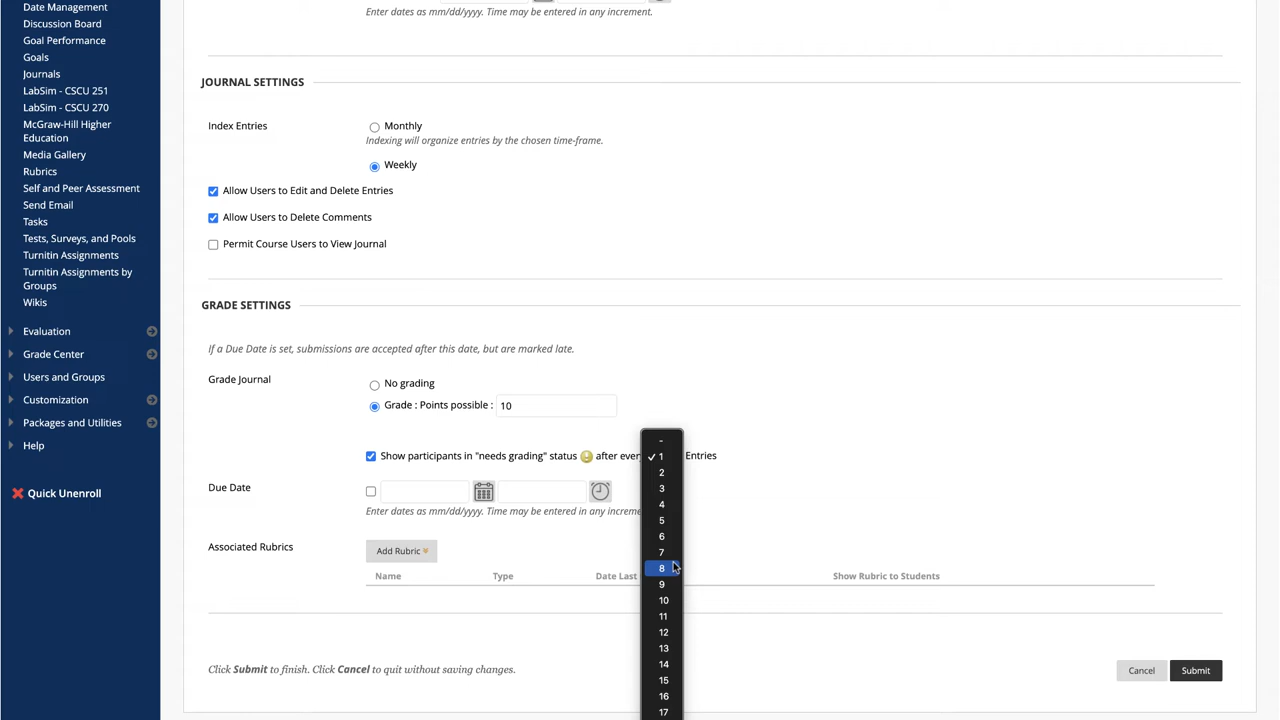 Date Management
Discussion Board
Goal Performance
Goals
Journals
LabSim - CSCU 251
LabSim - CSCU 270
McGraw-Hill Higher
Education
Media Gallery
Rubrics
Self and Peer Assessment
Send Email
Tasks
Tests, Surveys, and Pools
Turnitin Assignments
Turnitin Assignments by
Groups
Wikis
Evaluation
Grade Center
Users and Groups
Customization
Packages and Utilities
Help
Quick Unenroll
Enter dates as mm/dd/yyyy. Time may be entered in any increment.
JOURNAL SETTINGS
Index Entries
Monthly
Indexing will organize entries by the chosen time-frame.
Weekly
Allow Users to Edit and Delete Entries
Allow Users to Delete Comments
Permit Course Users to View Journal
GRADE SETTINGS
If a Due Date is set, submissions are accepted after this date, but are marked late.
Grade Journal
No grading
Grade : Points possible : 10
Show participants in "needs grading" status after ever Entries
-
✓ 1
2
3
4
5
6
7
8
9
10
11
12
13
14
15
16
17
Due Date
Enter dates as mm/dd/yyyy. Time may be entered in any increme
Associated Rubrics
Add Rubric
Name Type Date Last Show Rubric to Students
Click Submit to finish. Click Cancel to quit without saving changes.
Cancel Submit